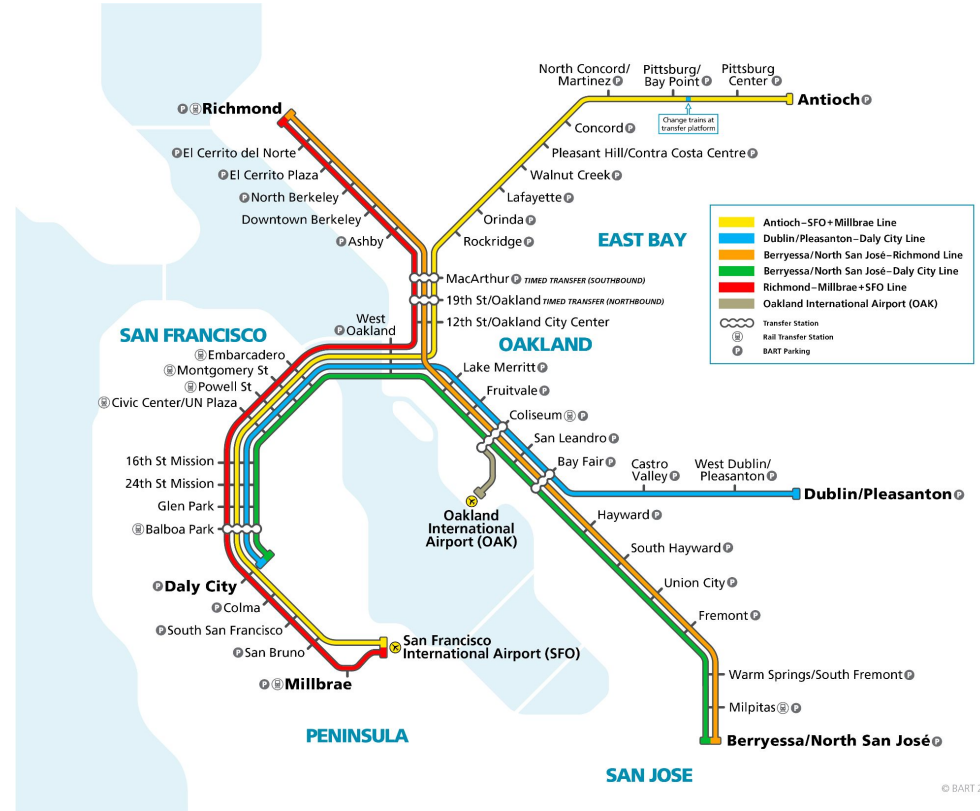 North Concord/
Martinez P
Pittsburg/
Bay Point P
Pittsburg
Center P
Antioch P
Change trains at
transfer platform
P Richmond
Concord P
P El Cerrito del Norte
Pleasant Hill/Contra Costa Centre P
P El Cerrito Plaza
Walnut Creek P
P North Berkeley
Lafayette P
Downtown Berkeley
Orinda P
P Ashby
Rockridge P
EAST BAY
Antioch–SFO+Millbrae Line
Dublin/Pleasanton–Daly City Line
Berryessa/North San José–Richmond Line
Berryessa/North San José–Daly City Line
Richmond–Millbrae+SFO Line
Oakland International Airport (OAK)
Transfer Station
Rail Transfer Station
P BART Parking
MacArthur P TIMED TRANSFER (SOUTHBOUND)
19th St/Oakland TIMED TRANSFER (NORTHBOUND)
12th St/Oakland City Center
West
P Oakland
SAN FRANCISCO
OAKLAND
Embarcadero
Montgomery St
Powell St
Civic Center/UN Plaza
Lake Merritt P
Fruitvale P
Coliseum P
San Leandro P
Bay Fair P
Castro
Valley P
West Dublin/
Pleasanton P
Dublin/Pleasanton P
16th St Mission
24th St Mission
Glen Park
Balboa Park
Oakland
International
Airport (OAK)
Hayward P
South Hayward P
Union City P
Fremont P
P Daly City
P Colma
P South San Francisco
P San Bruno
P Millbrae
San Francisco
International Airport (SFO)
Warm Springs/South Fremont P
Milpitas P
Berryessa/North San José P
PENINSULA
SAN JOSE
© BART